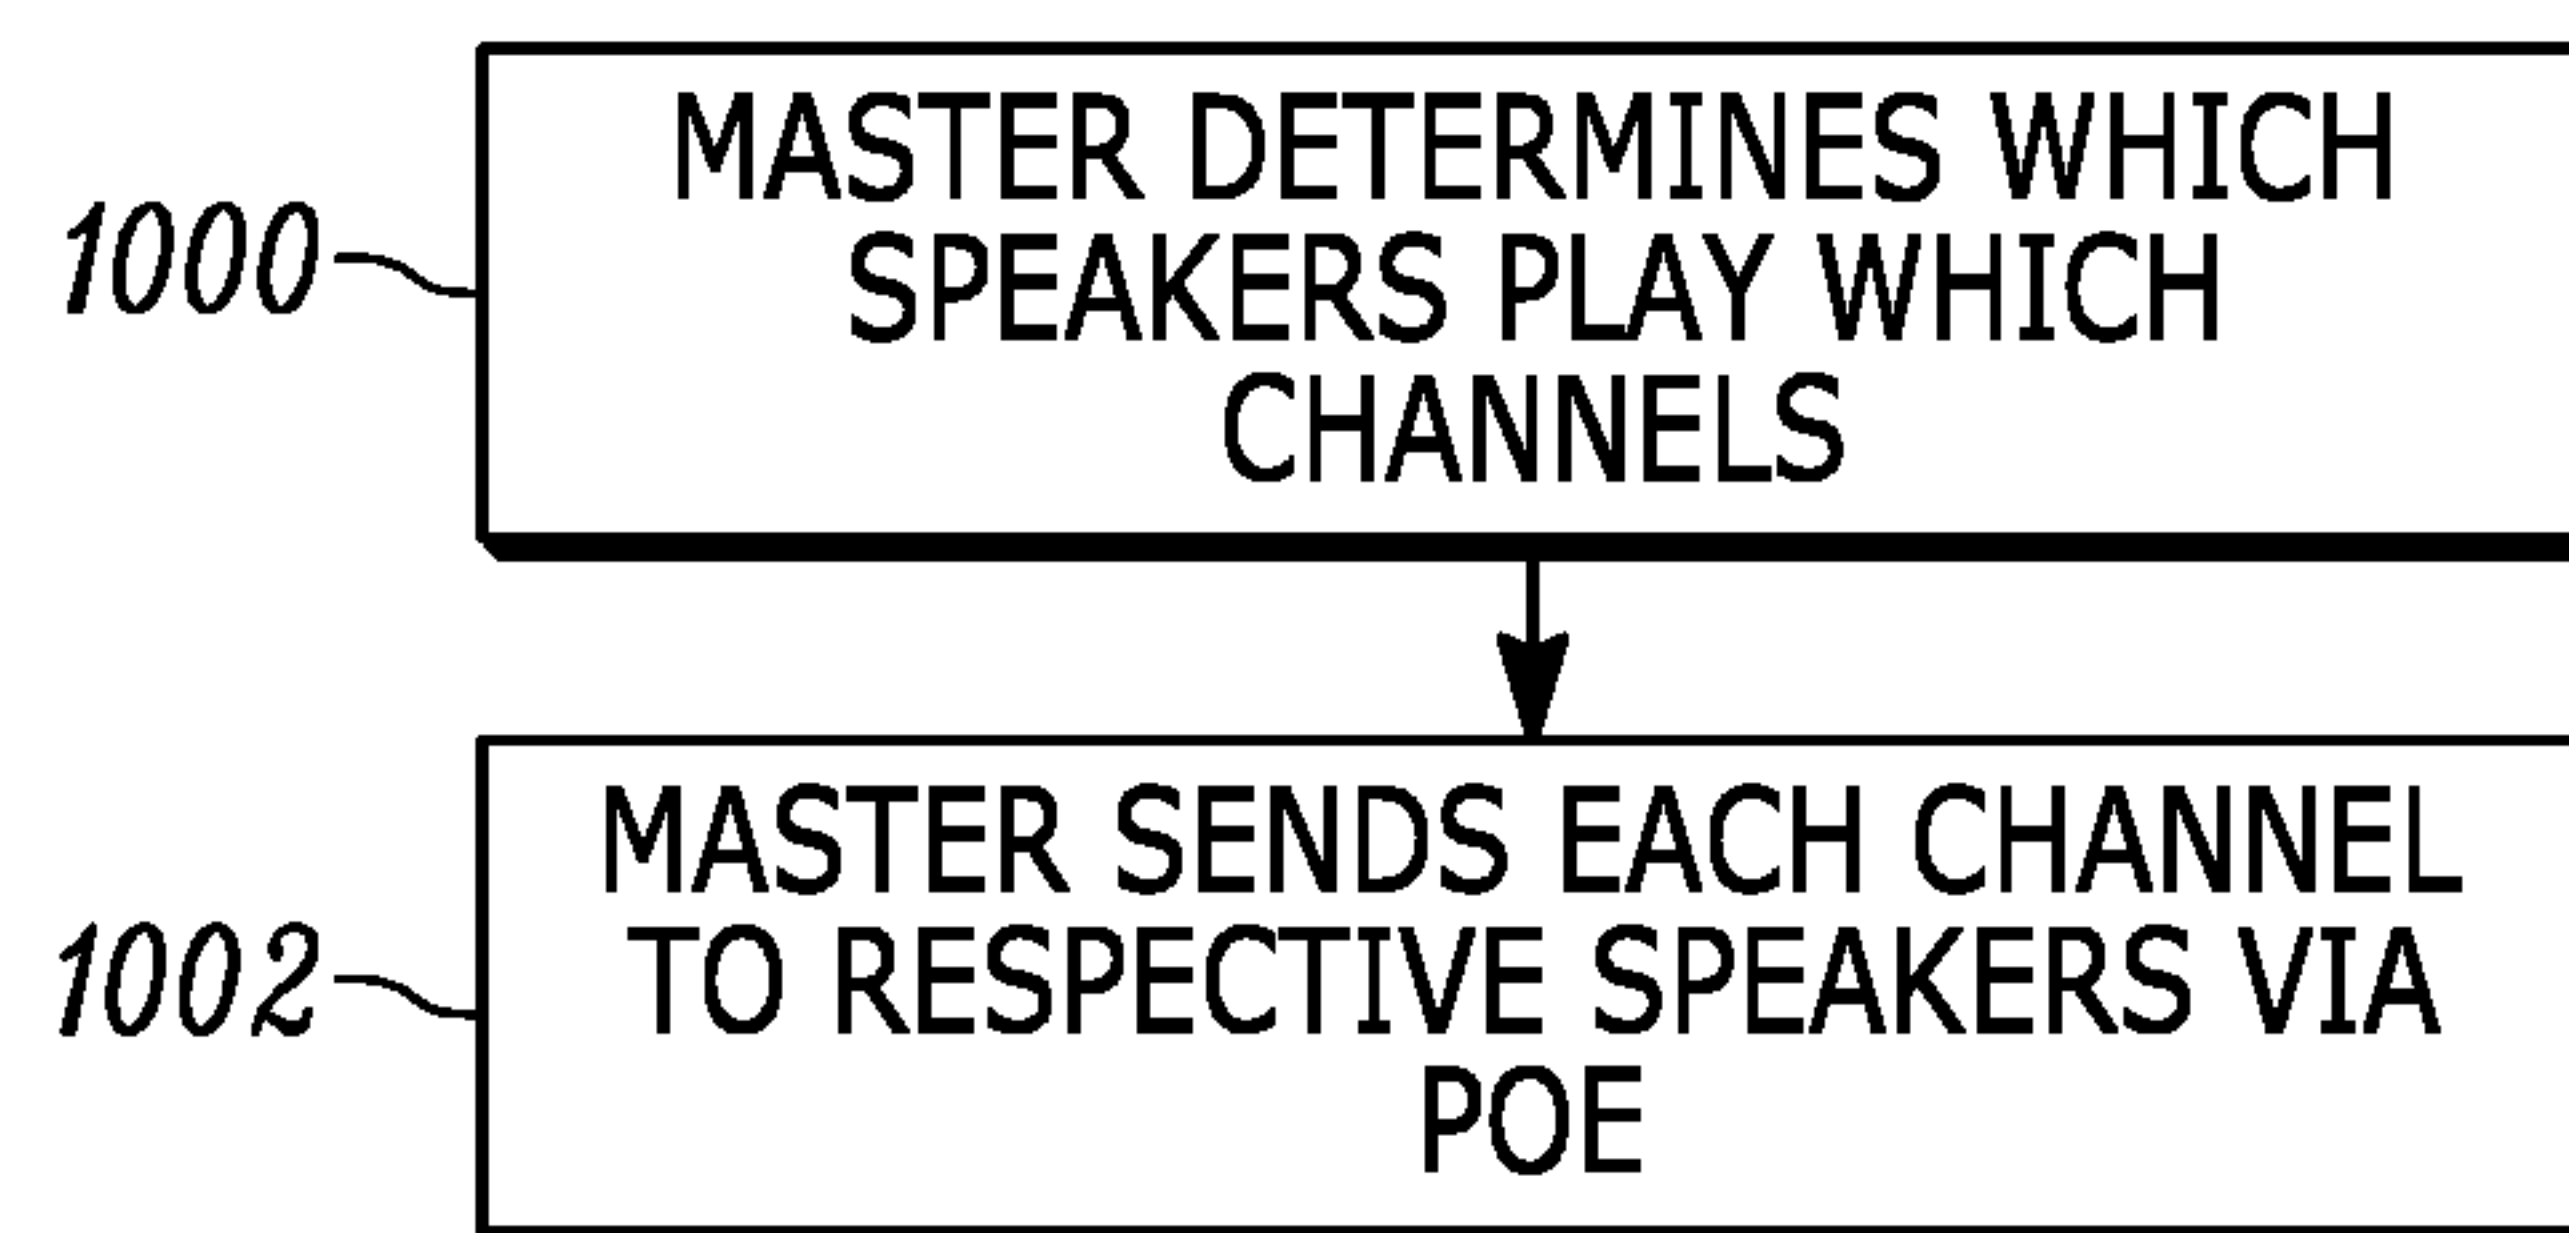 1000
MASTER DETERMINES WHICH
SPEAKERS PLAY WHICH
CHANNELS
1002
MASTER SENDS EACH CHANNEL
TO RESPECTIVE SPEAKERS VIA
POE